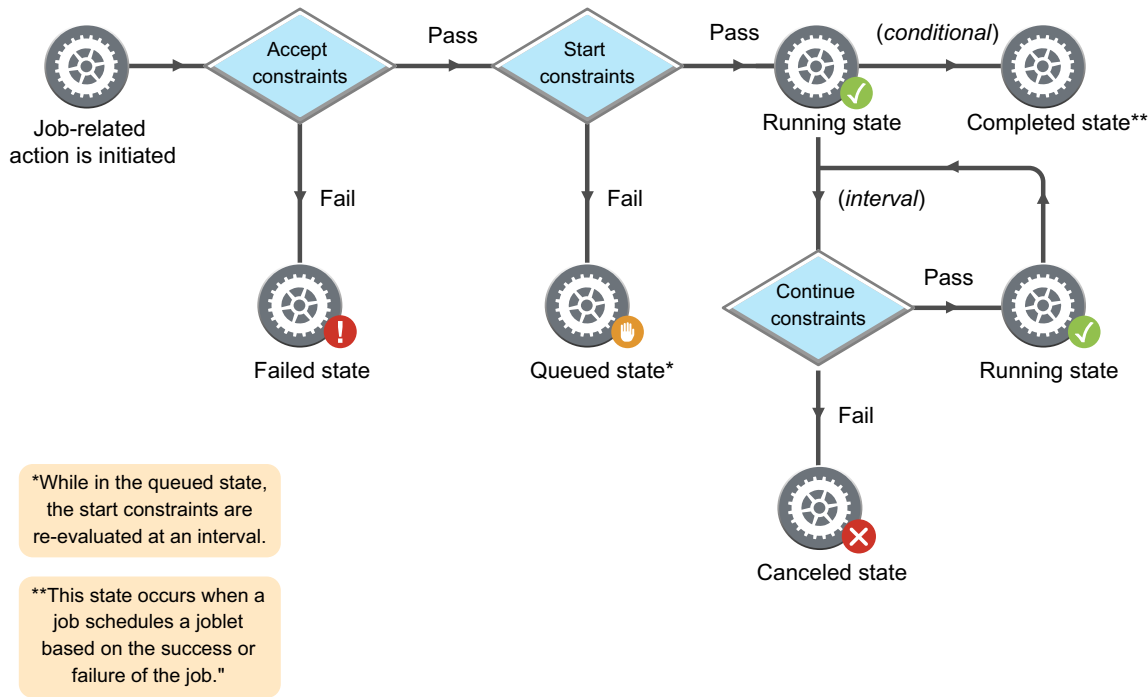 Accept
constraints
Pass
Start
constraints
Pass
(conditional)
Job-related
action is initiated
Running state
Completed state**
Fail
Fail
(interval)
Continue
constraints
Pass
Failed state
Queued state*
Running state
Fail
*While in the queued state,
the start constraints are
re-evaluated at an interval.
Canceled state
**This state occurs when a
job schedules a joblet
based on the success or
failure of the job."